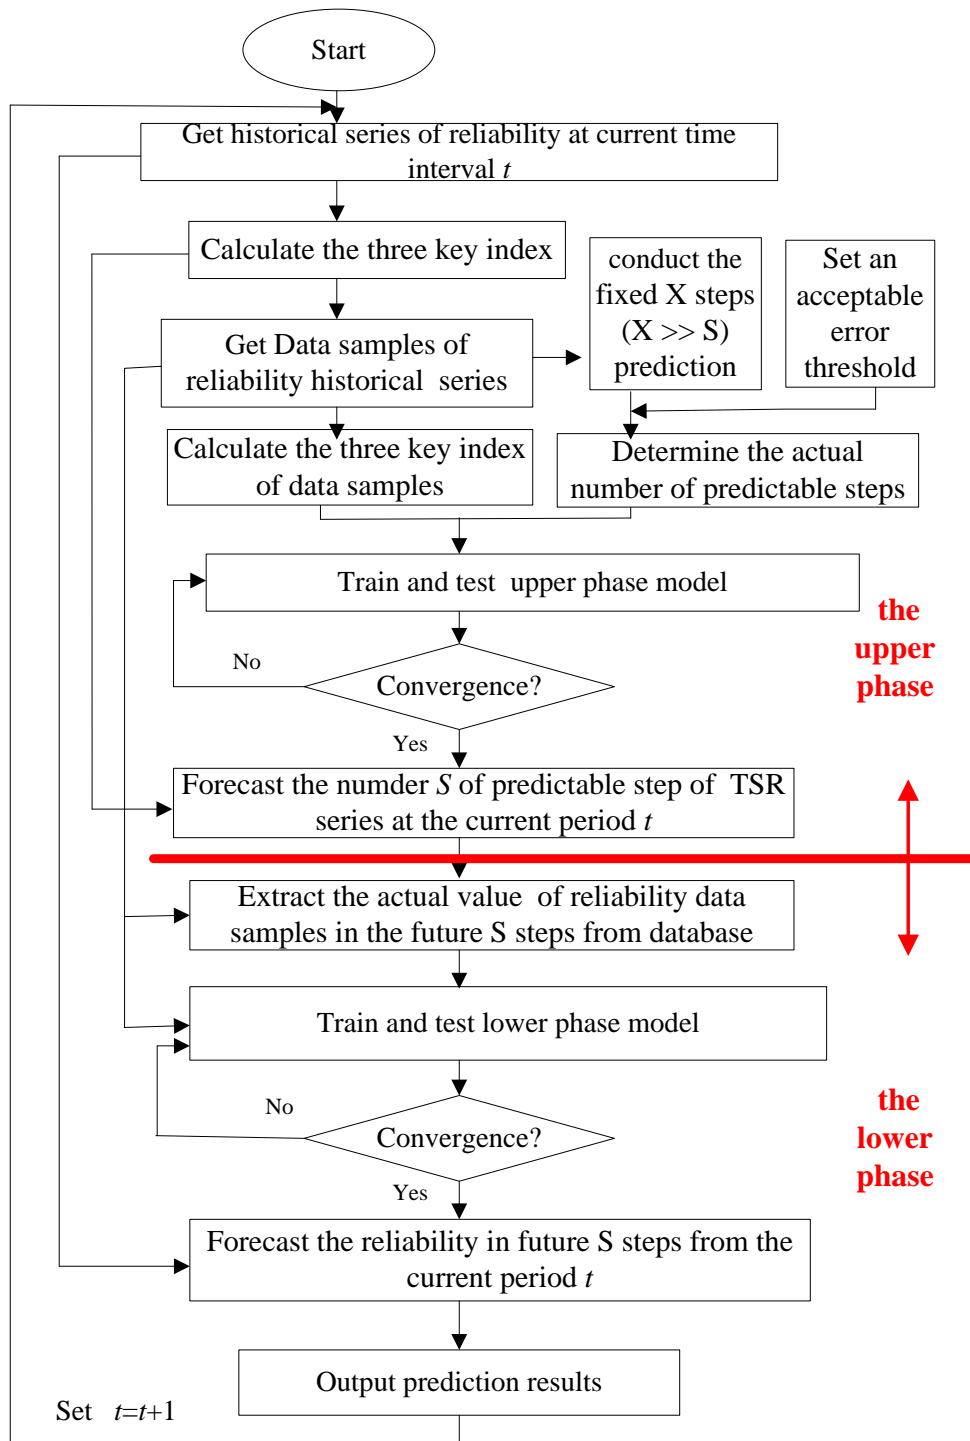 Start
Get historical series of reliability at current time
interval t
Calculate the three key index
conduct the
fixed X steps
(X >> S)
prediction
Set an
acceptable
error
threshold
Get Data samples of
reliability historical series
Calculate the three key index
of data samples
Determine the actual
number of predictable steps
Train and test upper phase model
the
upper
phase
No
Convergence?
Yes
Forecast the numder S of predictable step of TSR
series at the current period t
Extract the actual value of reliability data
samples in the future S steps from database
Train and test lower phase model
the
lower
phase
No
Convergence?
Yes
Forecast the reliability in future S steps from the
current period t
Output prediction results
Set t=t+1